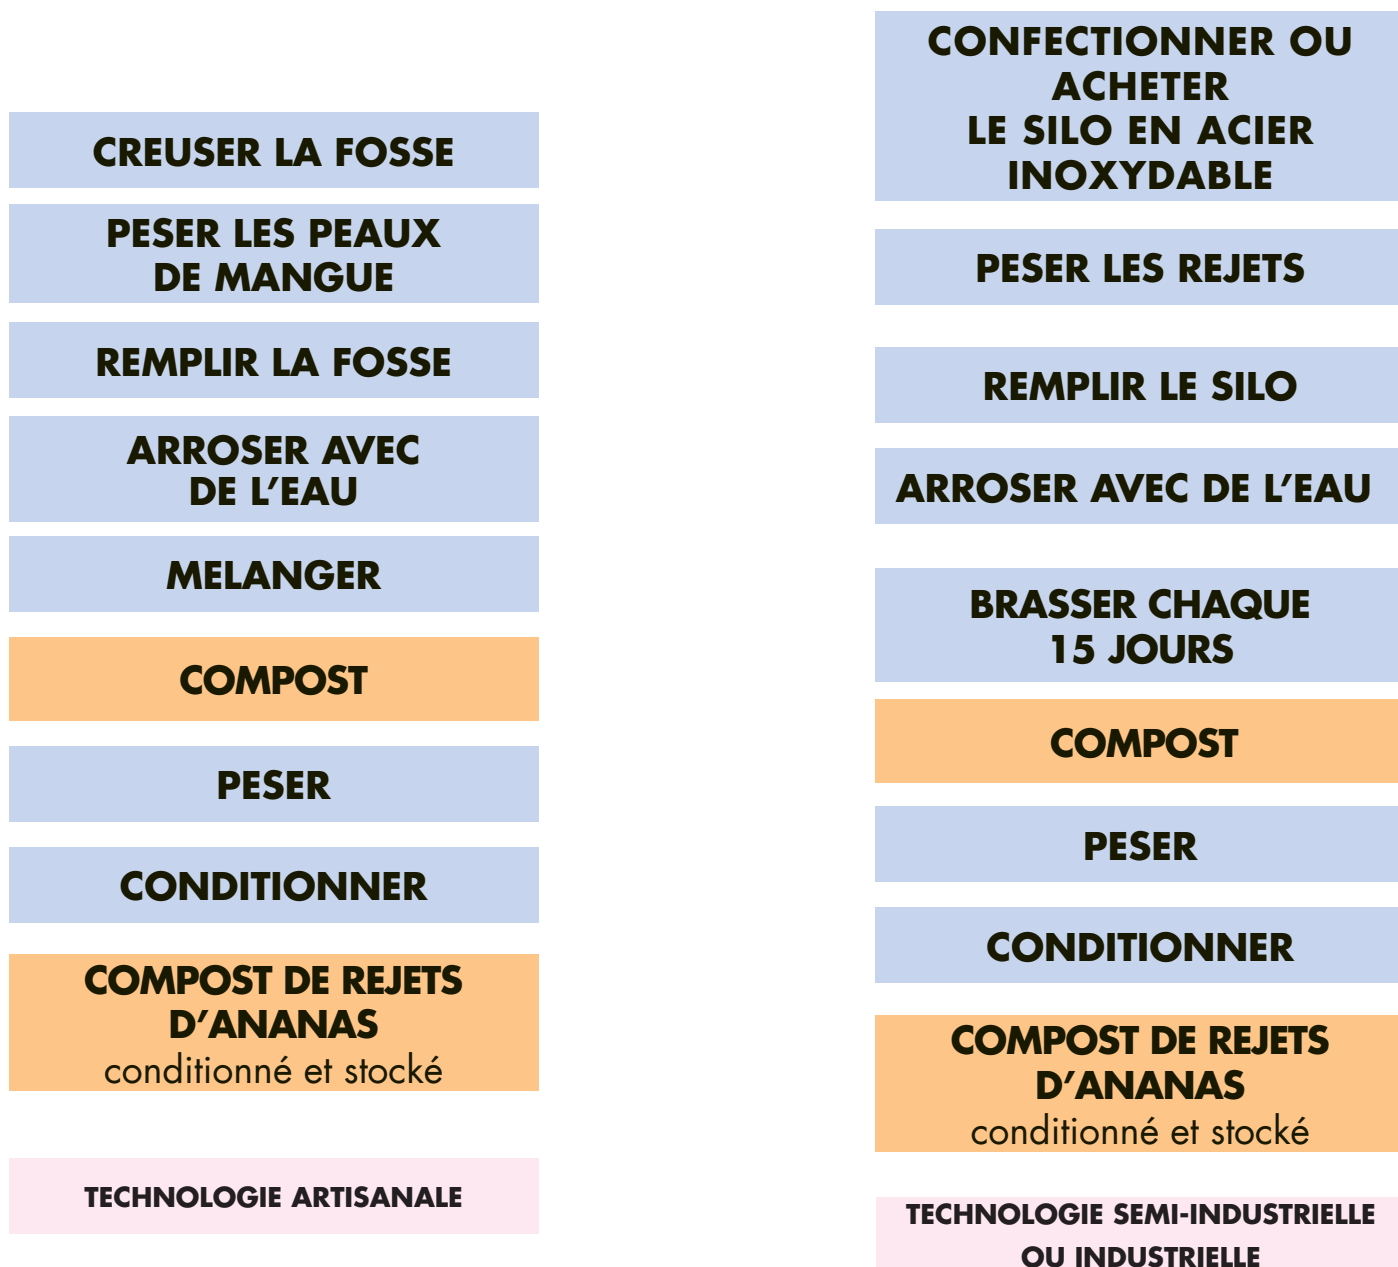 CREUSER LA FOSSE
PESER LES PEAUX
DE MANGUE
REMPLIR LA FOSSE
ARROSER AVEC
DE L’EAU
MELANGER
COMPOST
PESER
CONDITIONNER
COMPOST DE REJETS
D’ANANAS
conditionné et stocké
TECHNOLOGIE ARTISANALE
CONFECTIONNER OU
ACHETER
LE SILO EN ACIER
INOXYDABLE
PESER LES REJETS
REMPLIR LE SILO
ARROSER AVEC DE L’EAU
BRASSER CHAQUE
15 JOURS
COMPOST
PESER
CONDITIONNER
COMPOST DE REJETS
D’ANANAS
conditionné et stocké
TECHNOLOGIE SEMI-INDUSTRIELLE
OU INDUSTRIELLE